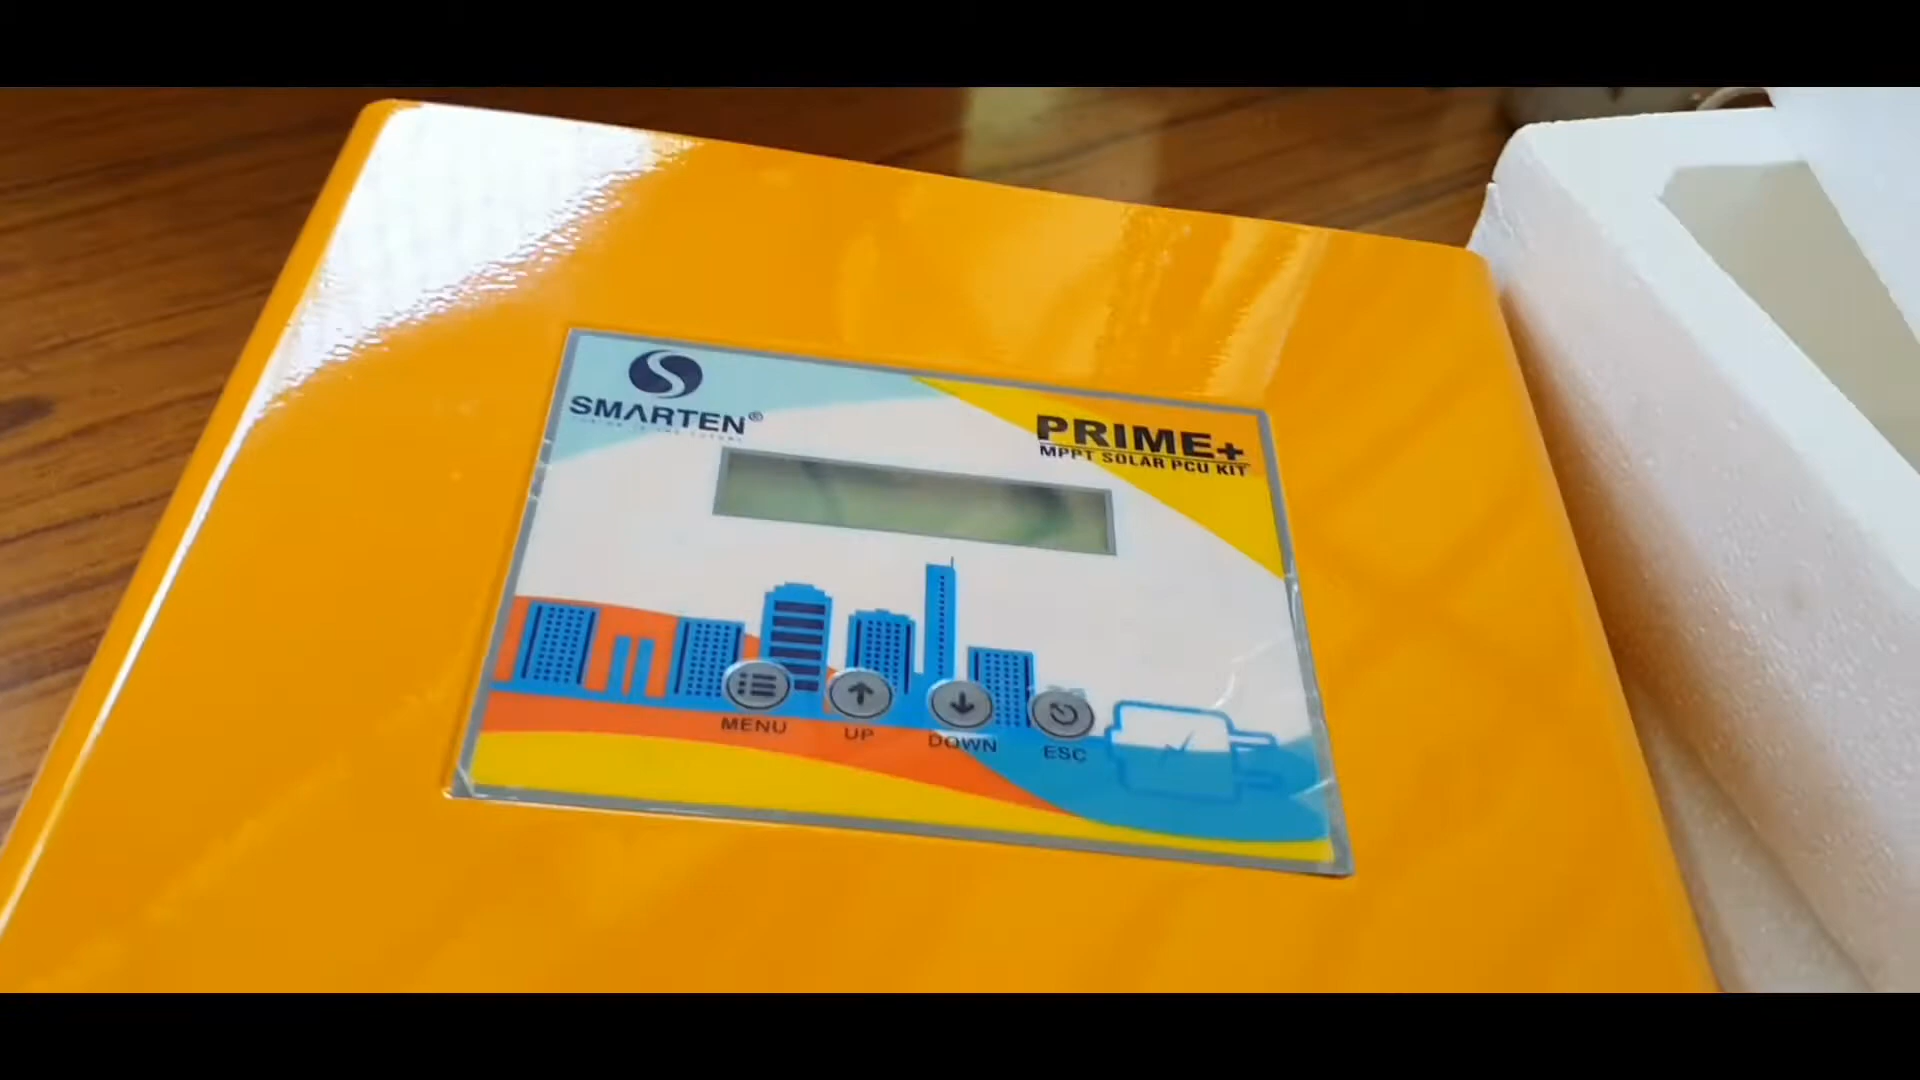 SMARTEN®
PRIME+
MPPT SOLAR PCU KIT
MENU
UP
DOWN
ESC